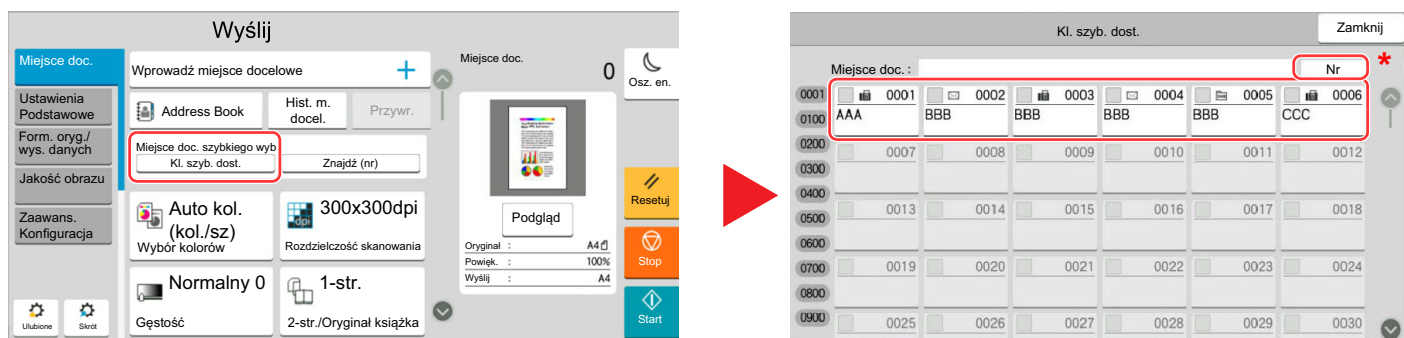 Wyślij
Miejsce doc.
Ustawienia
Podstawowe
Form. oryg./
wys. danych
Jakość obrazu
Zaawans.
Konfiguracja
Ulubione
Skrót
Wprowadź miejsce docelowe
+
Address Book
Hist. m.
docel.
Przywr.
Miejsce doc. szybkiego wyb
Kl. szyb. dost.
Znajdź (nr)
Auto kol.
(kol./sz)
Wybór kolorów
dpi
300x300dpi
Rozdzielczość skanowania
Normalny 0
Gęstość
1-str.
2-str./Oryginał książka
Miejsce doc.
0
Podgląd
Oryginał : A4
Powięk. : 100%
Wyślij : A4
Osz. en.
Resetuj
Stop
Start
Kl. szyb. dost.
Zamknij
Miejsce doc. :
Nr
*
0001
0100
0200
0300
0400
0500
0600
0700
0800
0900
0001 0002 0003 0004 0005 0006
AAA BBB BBB BBB BBB CCC
0007 0008 0009 0010 0011 0012
0013 0014 0015 0016 0017 0018
0019 0020 0021 0022 0023 0024
0025 0026 0027 0028 0029 0030